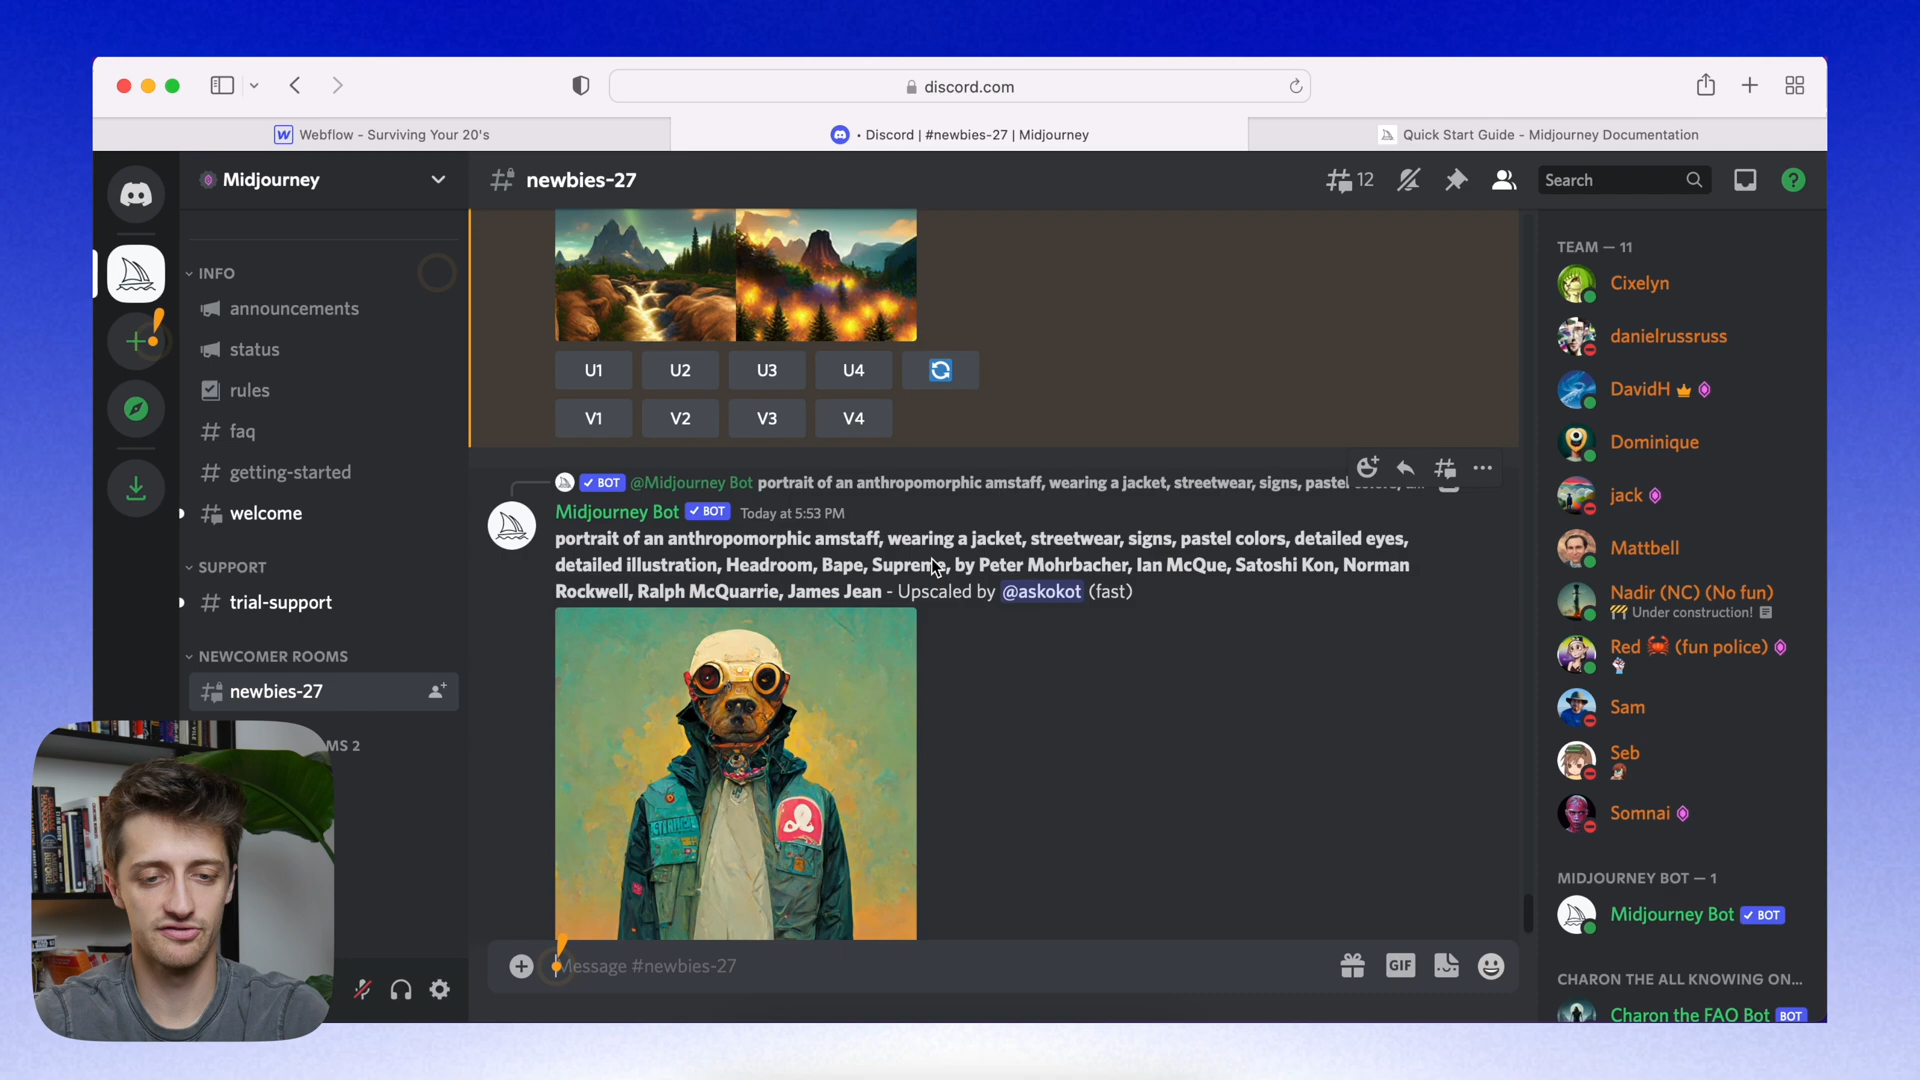 discord.com
W Webflow - Surviving Your 20's
• Discord | #newbies-27 | Midjourney
Quick Start Guide - Midjourney Documentation
Midjourney
newbies-27
12
Search
?
INFO
announcements
status
rules
faq
getting-started
welcome
SUPPORT
trial-support
NEWCOMER ROOMS
newbies-27
MS 2
U1 U2 U3 U4
V1 V2 V3 V4
BOT @Midjourney Bot portrait of an anthropomorphic amstaff, wearing a jacket, streetwear, signs, pastel
Midjourney Bot BOT Today at 5:53 PM
portrait of an anthropomorphic amstaff, wearing a jacket, streetwear, signs, pastel colors, detailed eyes,
detailed illustration, Headroom, Bape, Supreme, by Peter Mohrbacher, Ian McQue, Satoshi Kon, Norman
Rockwell, Ralph McQuarrie, James Jean - Upscaled by @askokot (fast)
Message #newbies-27
GIF
TEAM — 11
Cixelyn
danielrussruss
DavidH
Dominique
jack
Mattbell
Nadir (NC) (No fun)
Under construction!
Red (fun police)
Sam
Seb
Somnai
MIDJOURNEY BOT — 1
Midjourney Bot BOT
CHARON THE ALL KNOWING ON...
Charon the FAQ Bot BOT